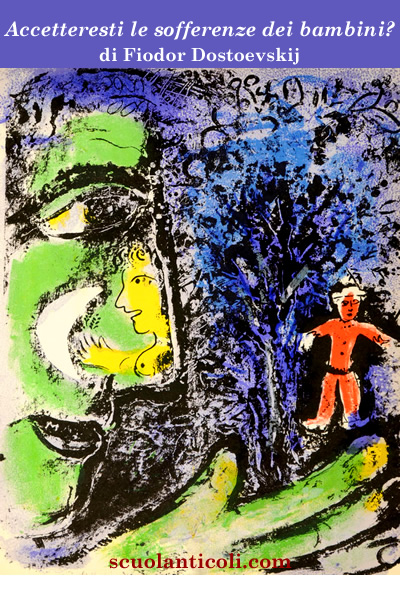 Accetteresti le sofferenze dei bambini?
di Fiodor Dostoevskij
scuolanticoli.com